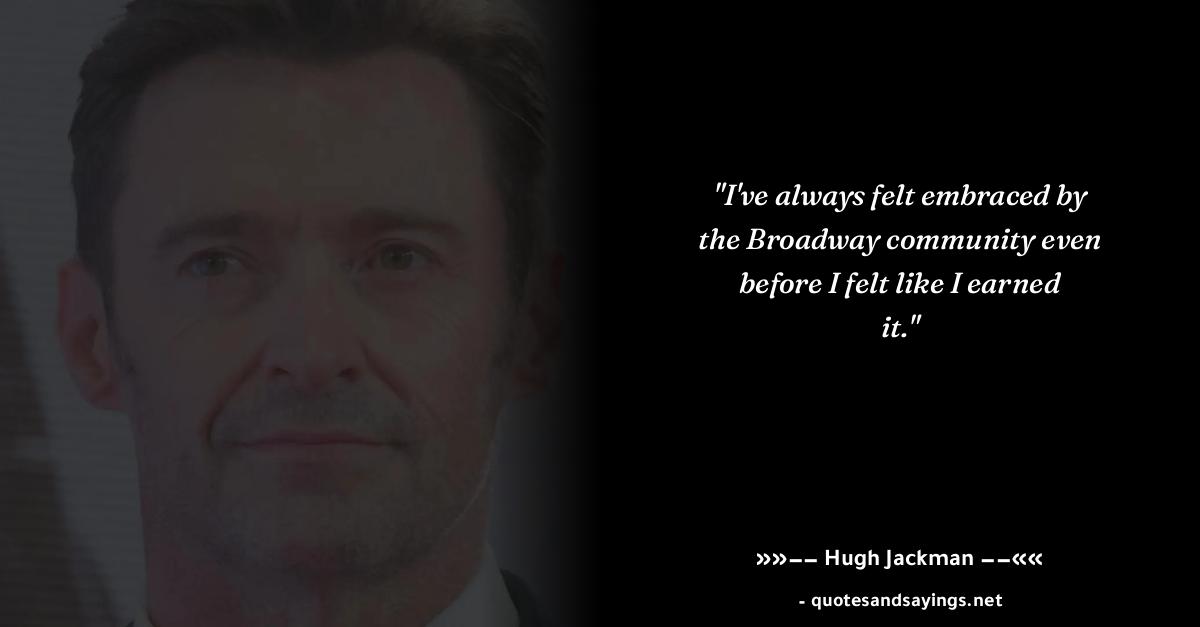 "I've always felt embraced by
the Broadway community even
before I felt like I earned
it."
»»−− Hugh Jackman −−««
- quotesandsayings.net